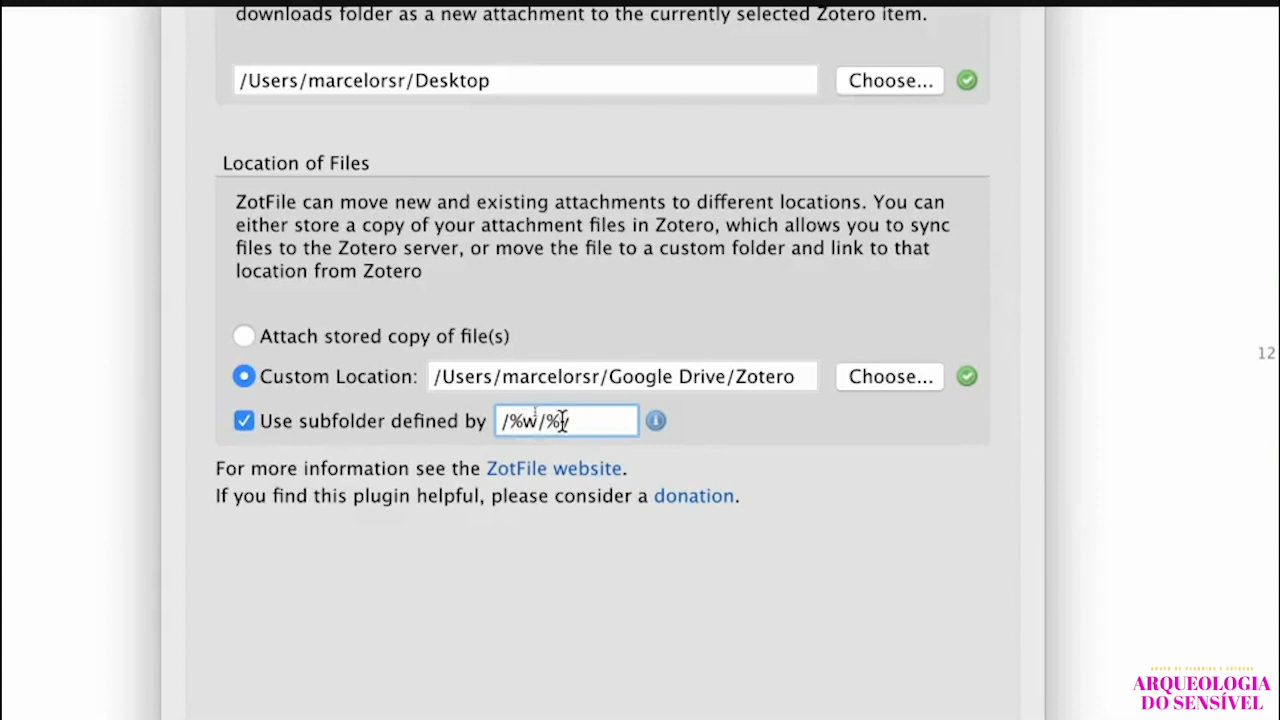 downloads folder as a new attachment to the currently selected Zotero item.
/Users/marcelorsr/Desktop
Choose...
Location of Files
12
ZotFile can move new and existing attachments to different locations. You can
either store a copy of your attachment files in Zotero, which allows you to sync
files to the Zotero server, or move the file to a custom folder and link to that
location from Zotero
Attach stored copy of file(s)
Custom Location: /Users/marcelorsr/Google Drive/Zotero Choose...
Use subfolder defined by /%w/%y
For more information see the ZotFile website.
If you find this plugin helpful, please consider a donation.
ARQUEOLOGIA
DO SENSÍVEL